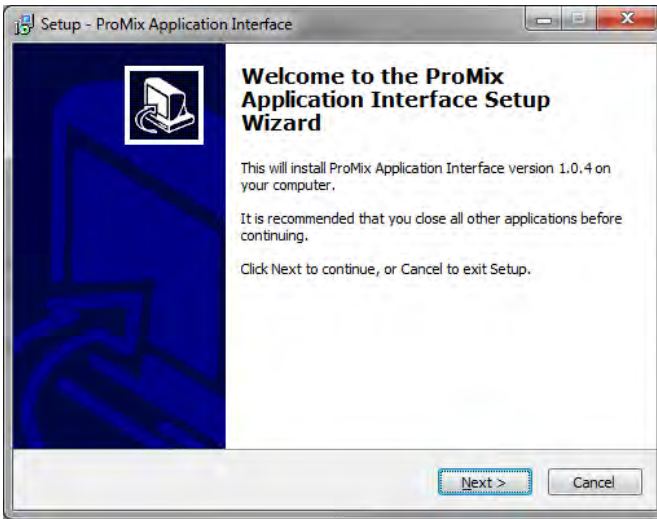 Setup - ProMix Application Interface
Welcome to the ProMix
Application Interface Setup
Wizard
This will install ProMix Application Interface version 1.0.4 on
your computer.
It is recommended that you close all other applications before
continuing.
Click Next to continue, or Cancel to exit Setup.
Next >
Cancel